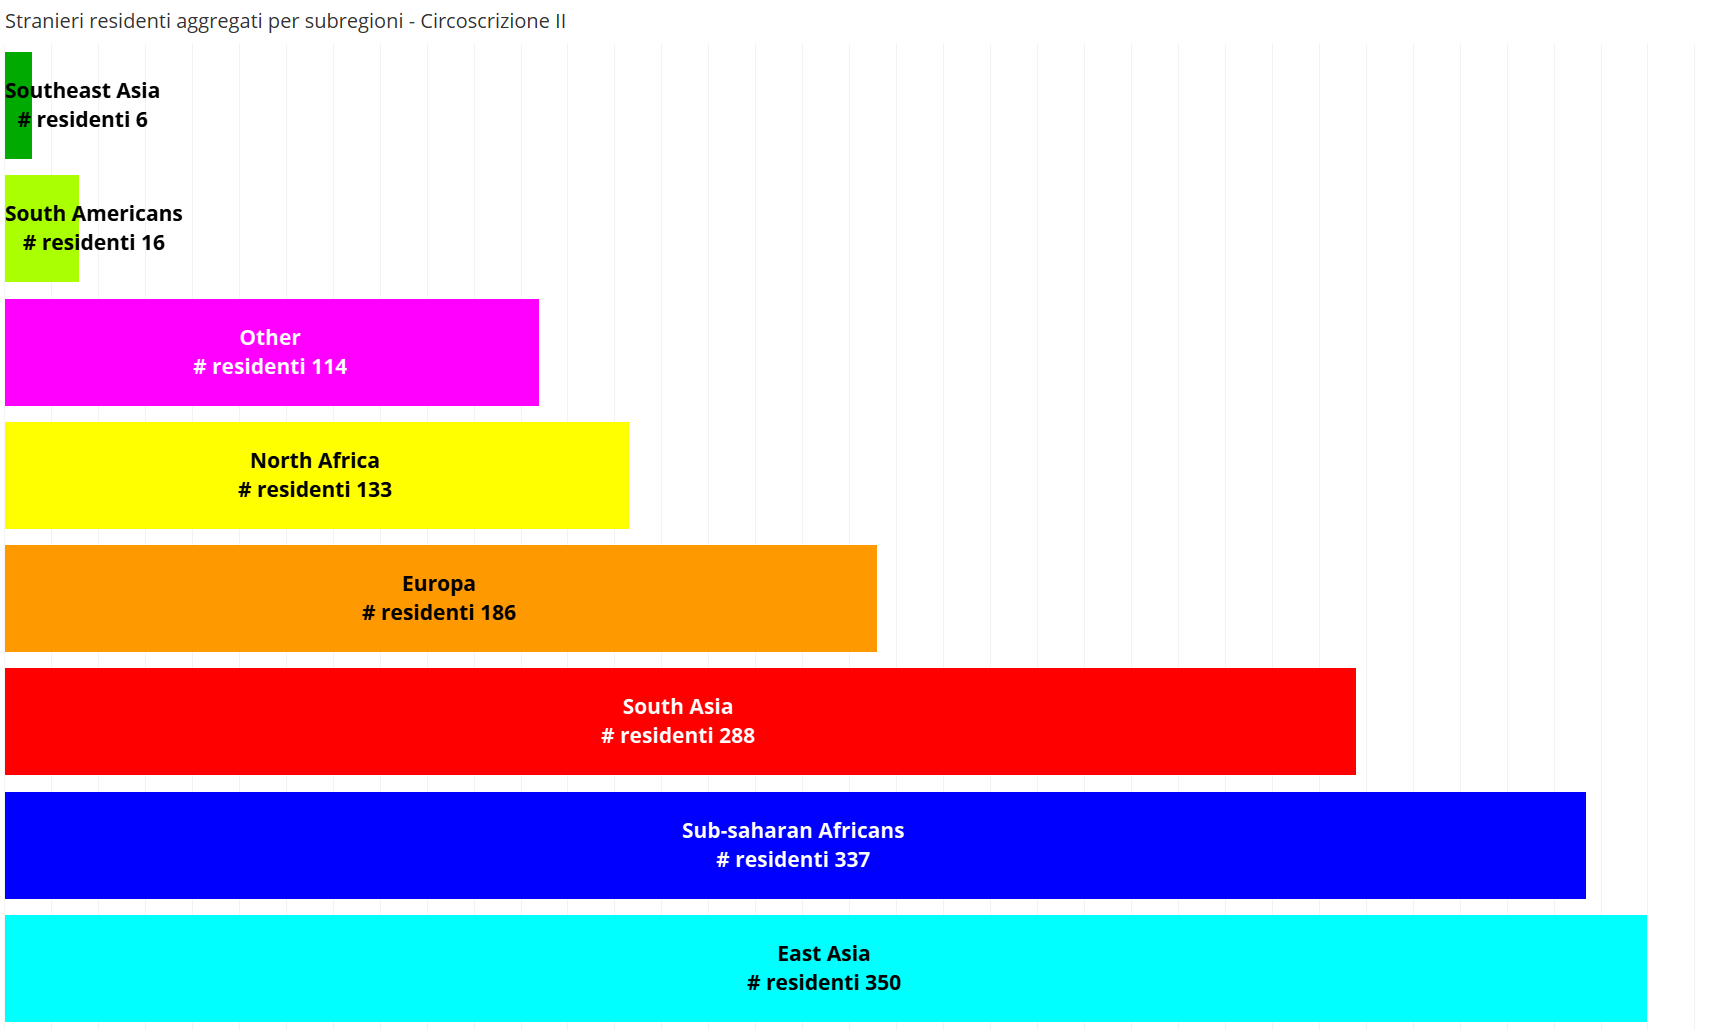 Stranieri residenti aggregati per subregioni - Circoscrizione II
Southeast Asia
# residenti 6
South Americans
# residenti 16
Other
# residenti 114
North Africa
# residenti 133
Europa
# residenti 186
South Asia
# residenti 288
Sub-saharan Africans
# residenti 337
East Asia
# residenti 350